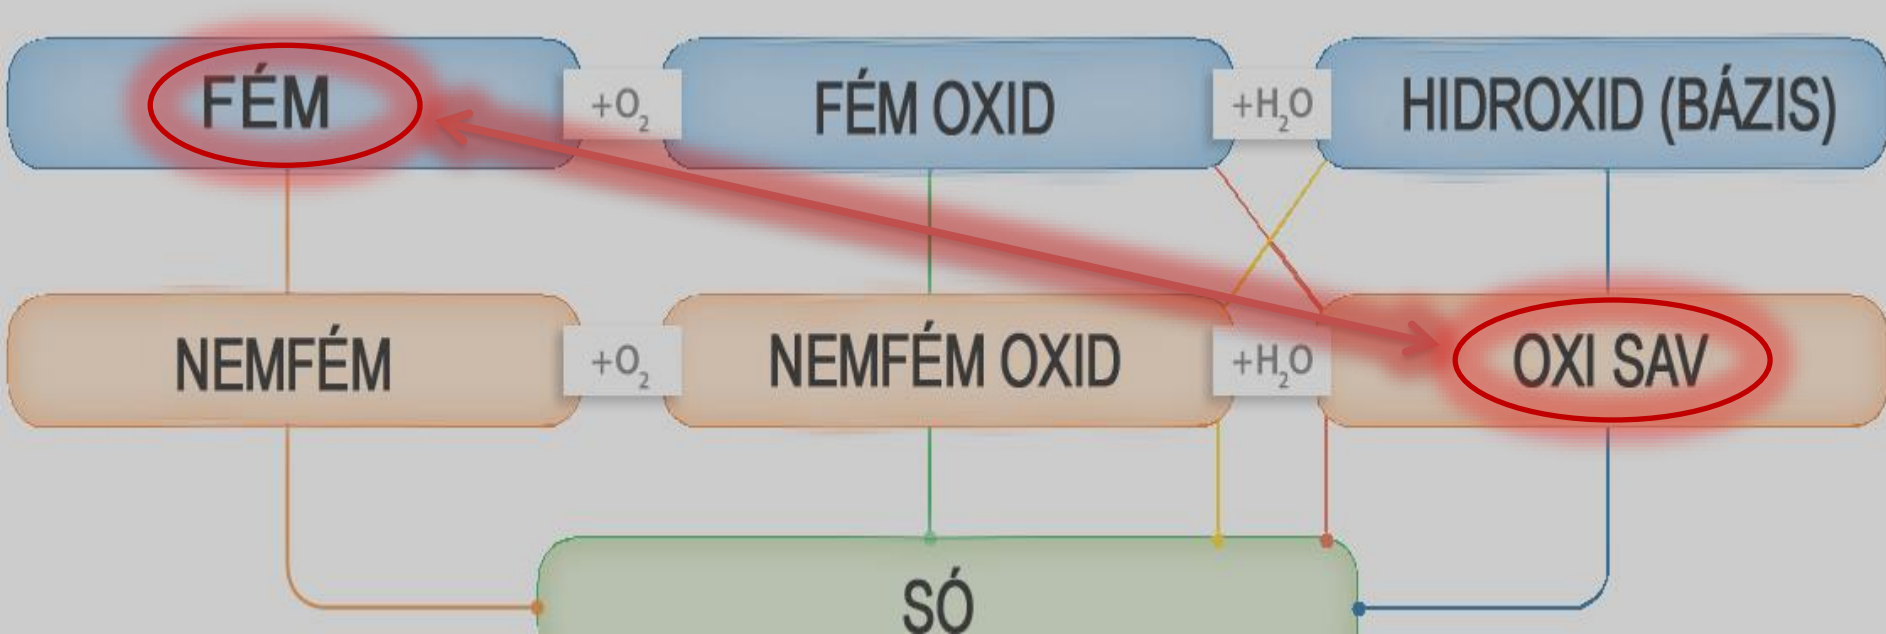 FÉM +O₂ FÉM OXID +H₂O HIDROXID (BÁZIS)
NEMFÉM +O₂ NEMFÉM OXID +H₂O OXI SAV
SÓ